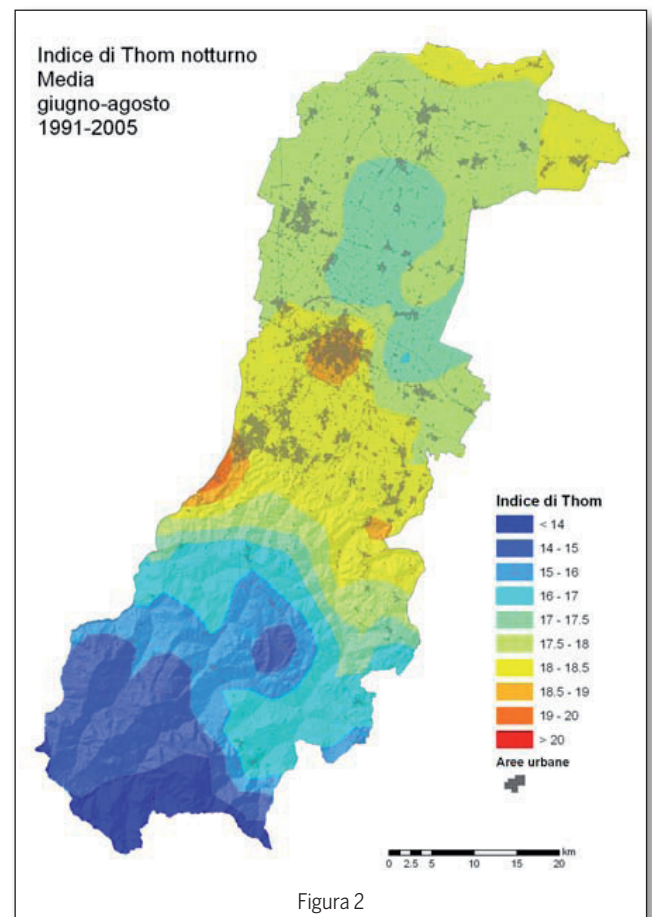 Indice di Thom notturno
Media
giugno-agosto
1991-2005
Indice di Thom
< 14
14 - 15
15 - 16
16 - 17
17 - 17.5
17.5 - 18
18 - 18.5
18.5 - 19
19 - 20
> 20
Aree urbane
km
0 2.5 5 10 15 20
Figura 2